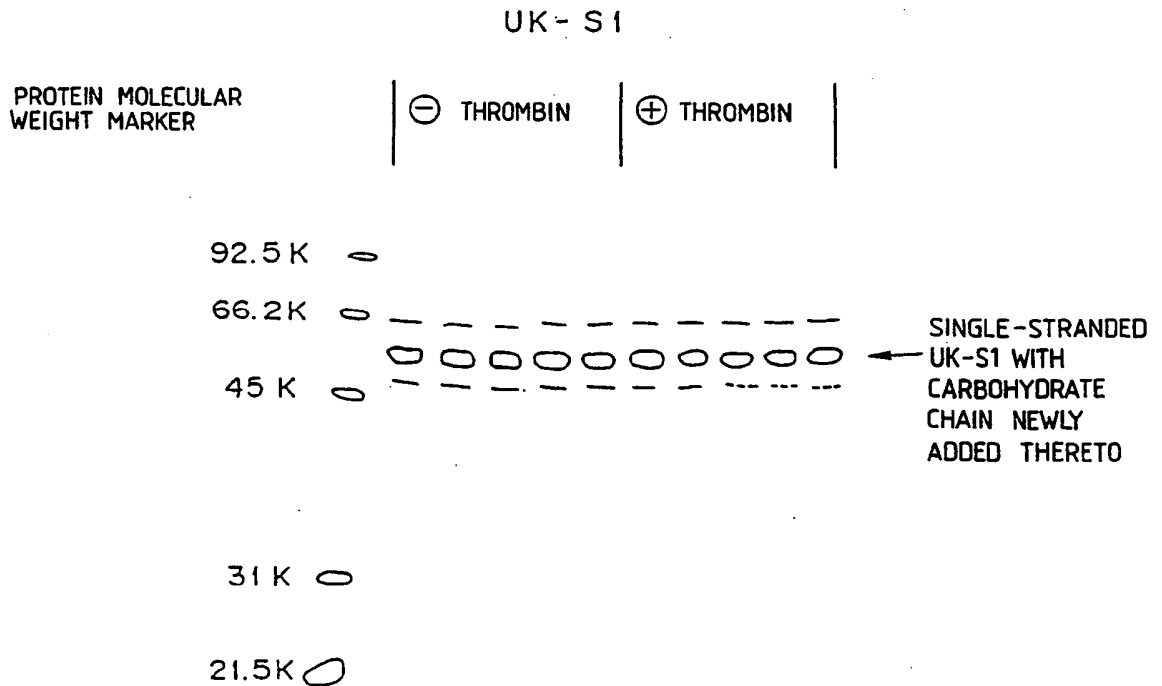 UK-S1
PROTEIN MOLECULAR
WEIGHT MARKER
⊖ THROMBIN
⊕ THROMBIN
92.5K
66.2K
45 K
31 K
21.5K
SINGLE-STRANDED
UK-S1 WITH
CARBOHYDRATE
CHAIN NEWLY
ADDED THERETO